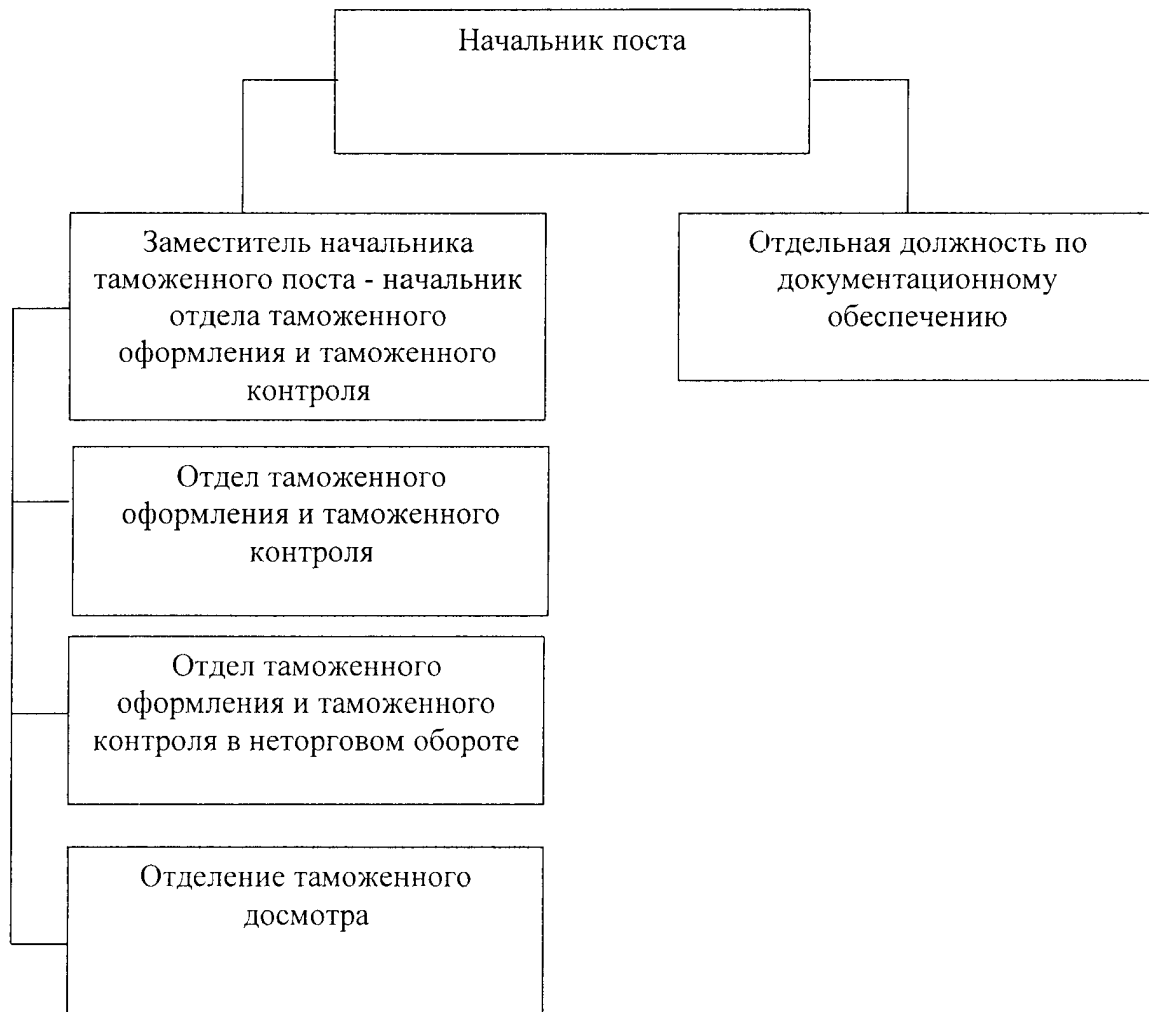 Начальник поста
Заместитель начальника
таможенного поста - начальник
отдела таможенного
оформления и таможенного
контроля
Отдельная должность по
документационному
обеспечению
Отдел таможенного
оформления и таможенного
контроля
Отдел таможенного
оформления и таможенного
контроля в неторговом обороте
Отделение таможенного
досмотра